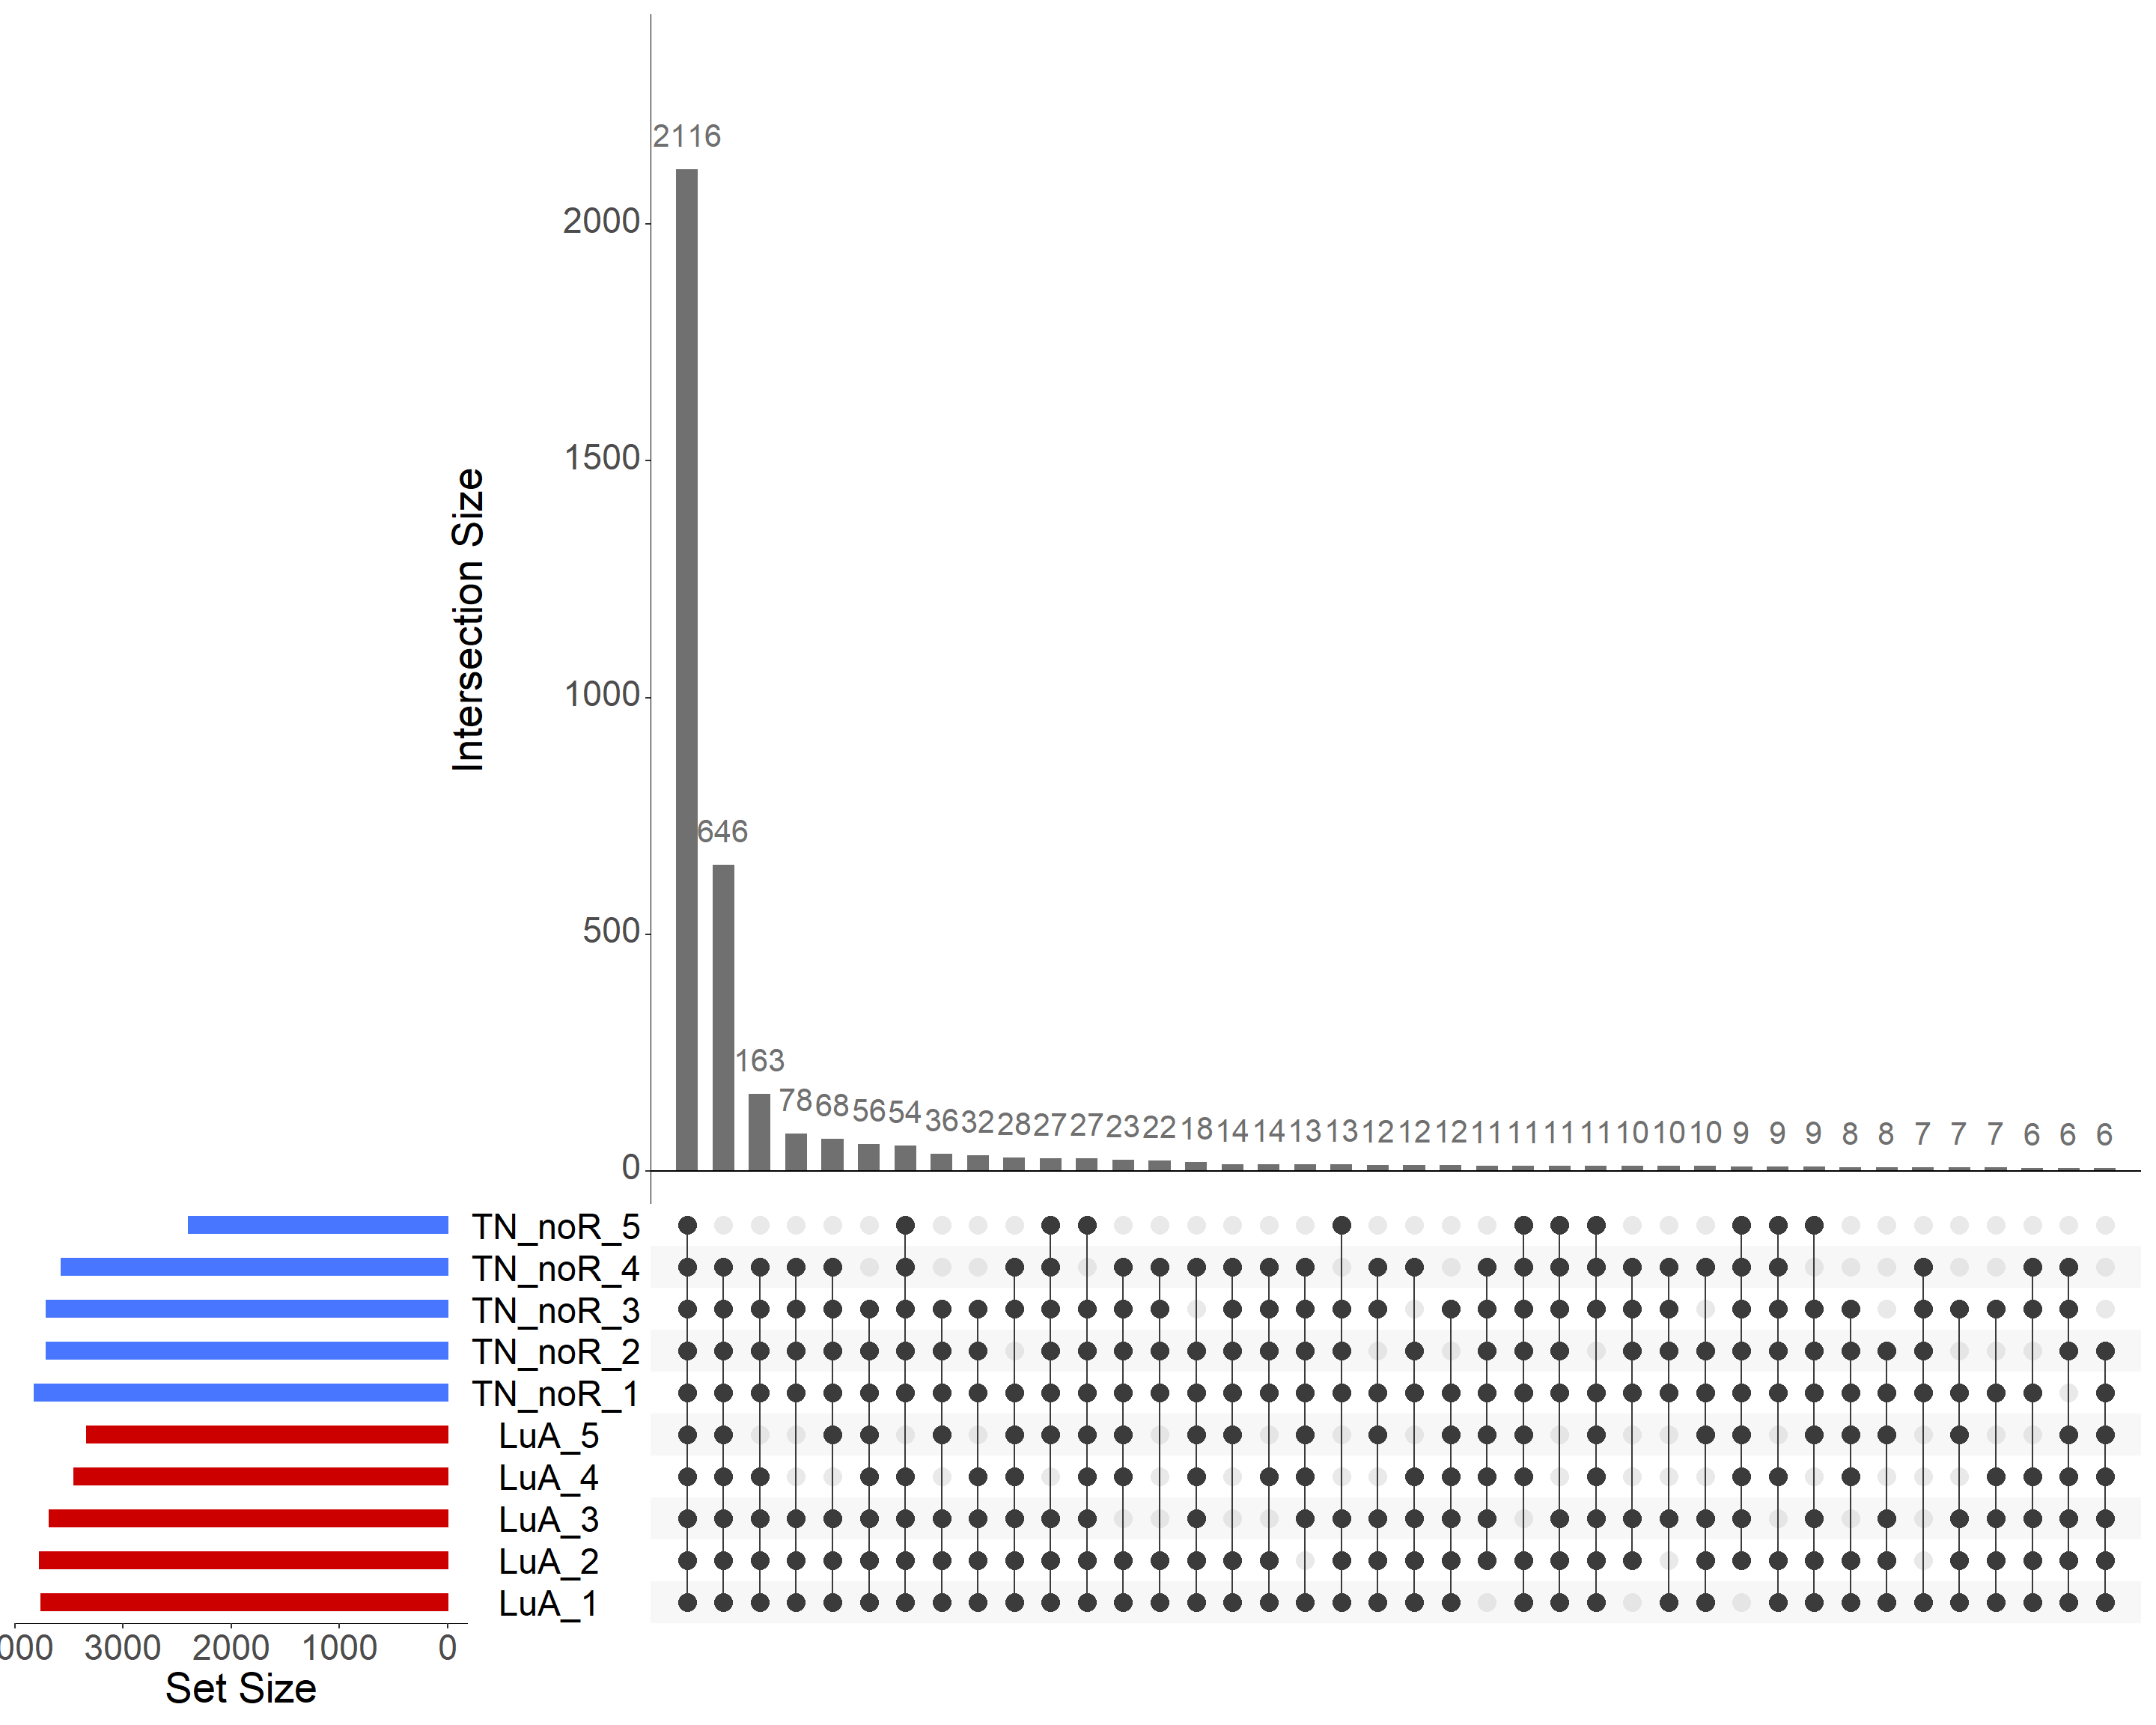 2116
2000
1500
Intersection Size
1000
646
500
163
78 68 56 54 36 32 28 27 27 23 22 18 14 14 13 13 12 12 12 11 11 11 11 10 10 10 9 9 9 8 8 7 7 7 6 6 6
0
TN_noR_5
TN_noR_4
TN_noR_3
TN_noR_2
TN_noR_1
LuA_5
LuA_4
LuA_3
LuA_2
LuA_1
000 3000 2000 1000 0
Set Size